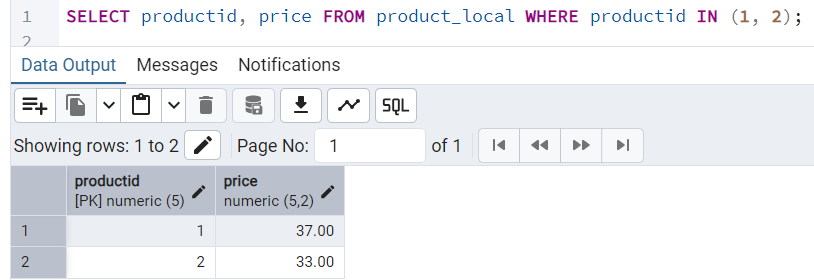 1 SELECT productid, price FROM product_local WHERE productid IN (1, 2);
2
Data Output Messages Notifications
SQL
Showing rows: 1 to 2 Page No: 1 of 1
productid price
[PK] numeric (5) numeric (5,2)
1 1 37.00
2 2 33.00